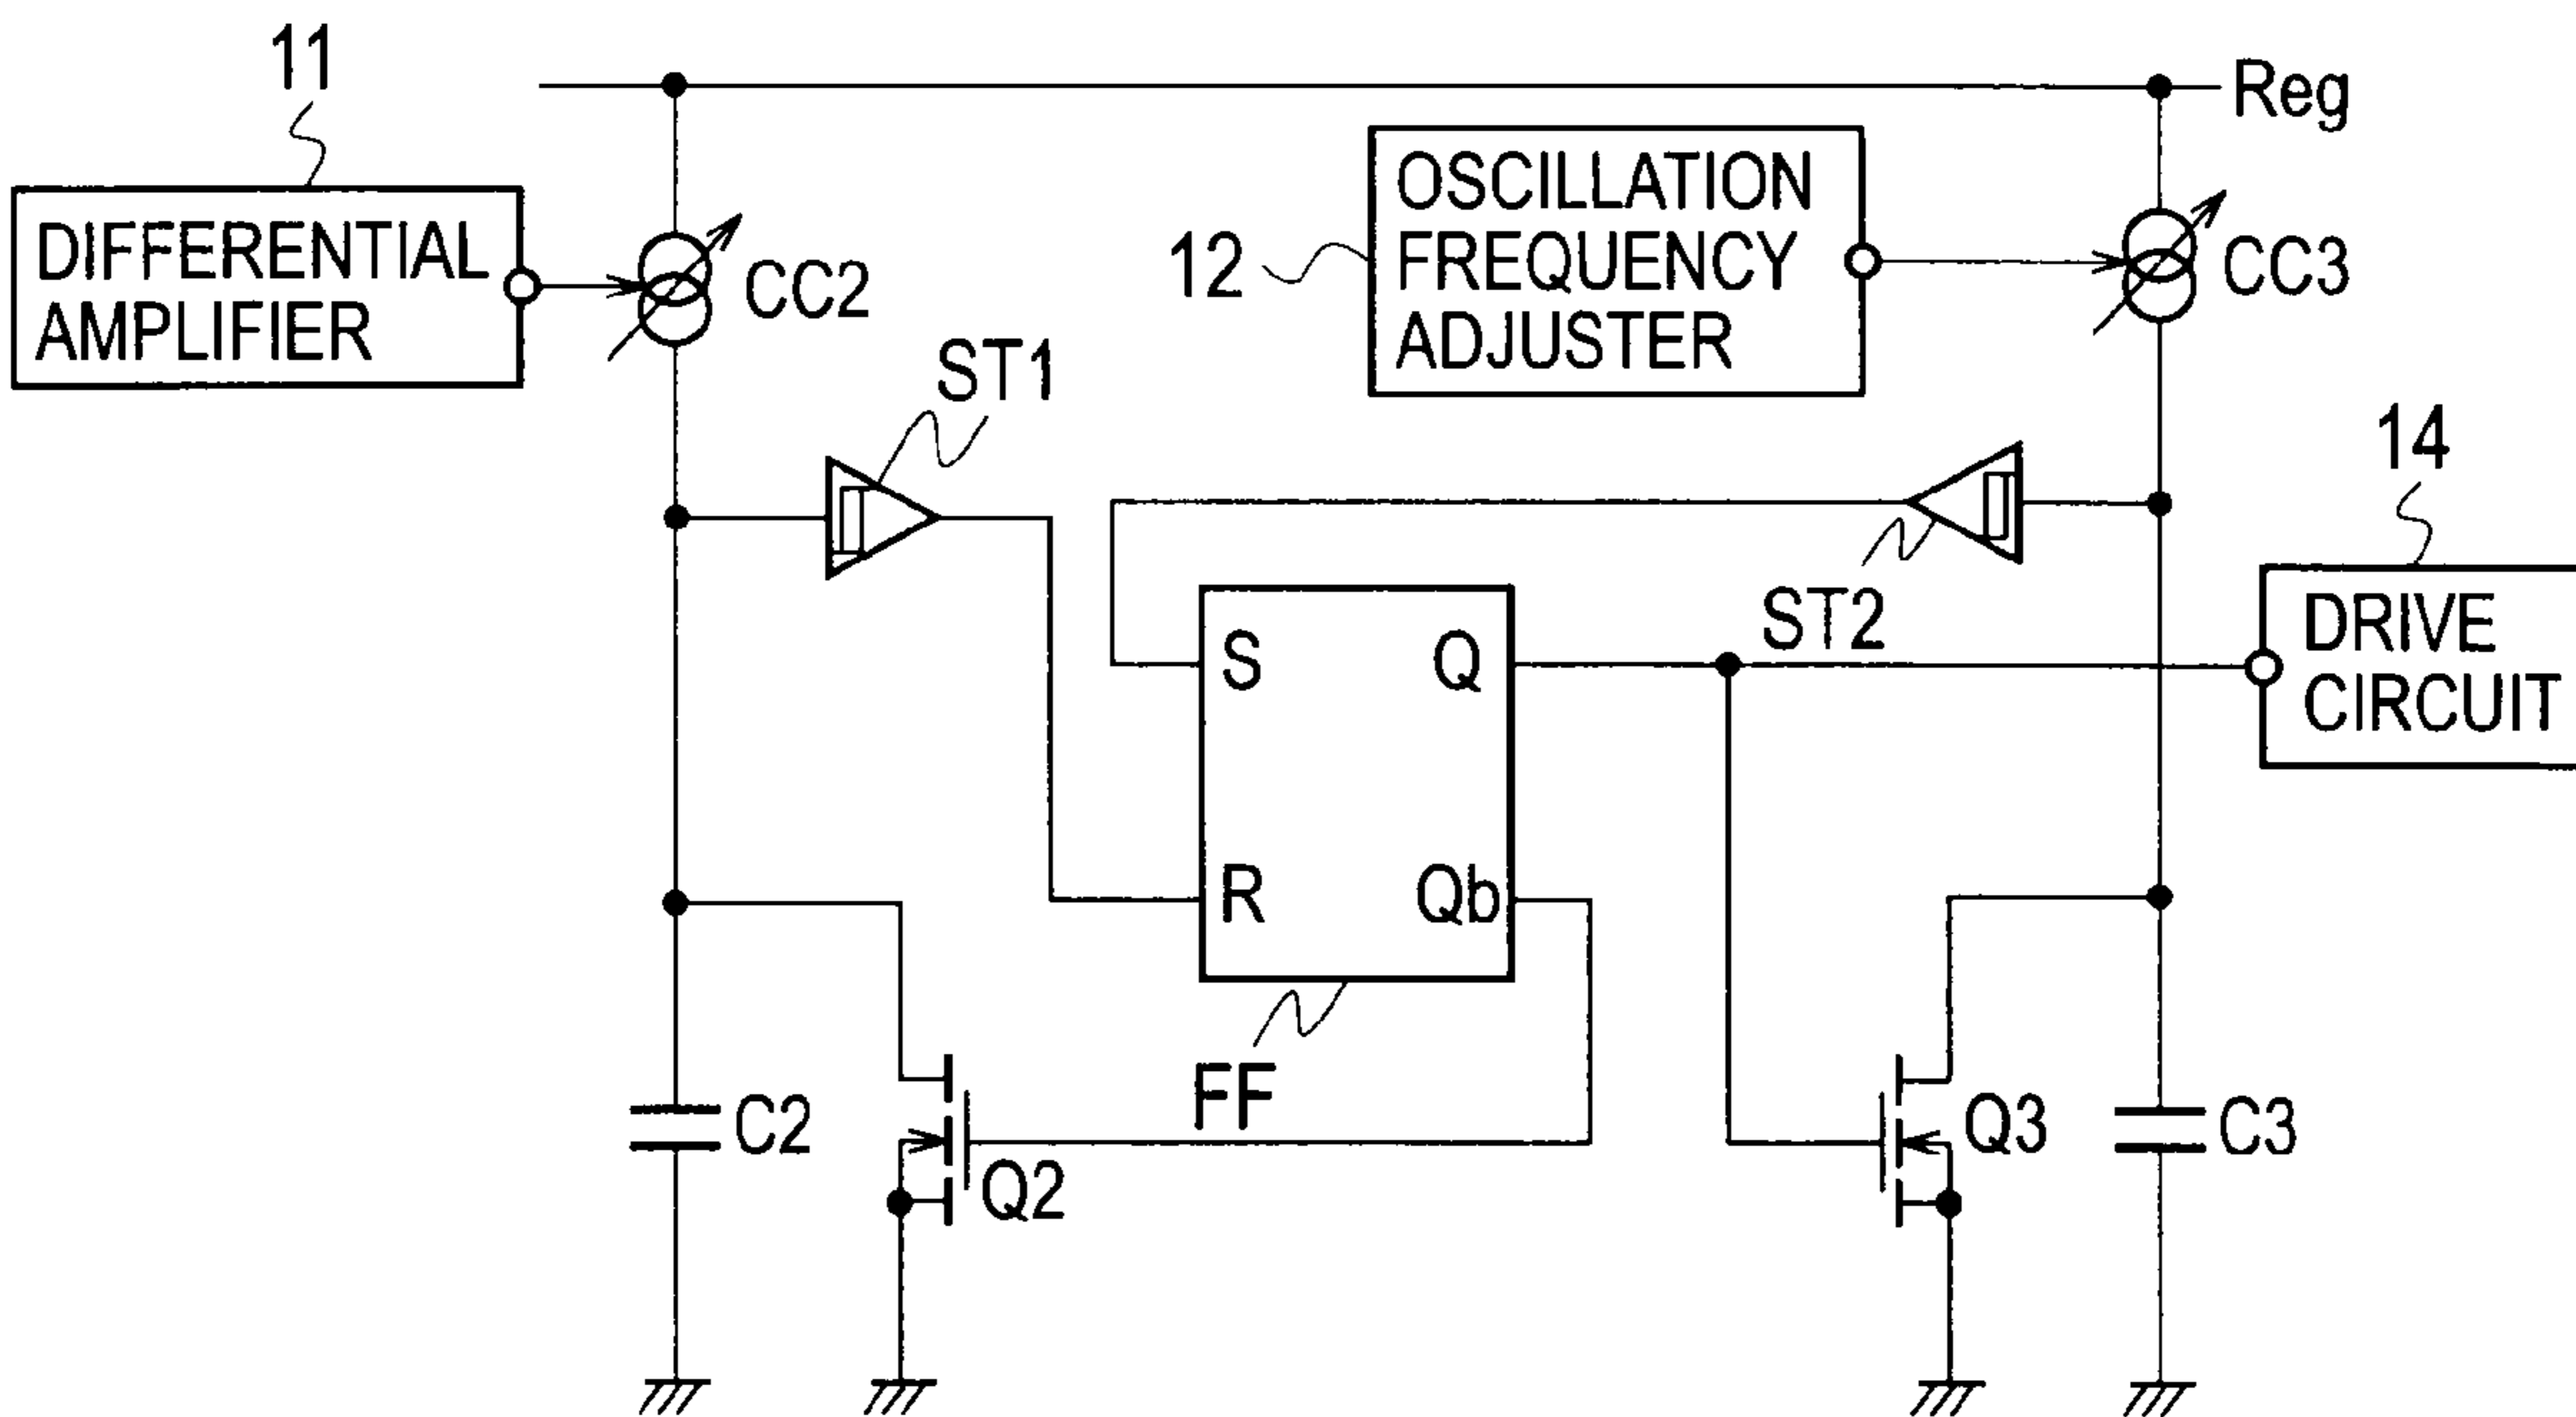 11
Reg
DIFFERENTIAL
AMPLIFIER
CC2
12
OSCILLATION
FREQUENCY
ADJUSTER
CC3
ST1
ST2
14
DRIVE
CIRCUIT
S
Q
R
Qb
FF
C2
Q2
Q3
C3